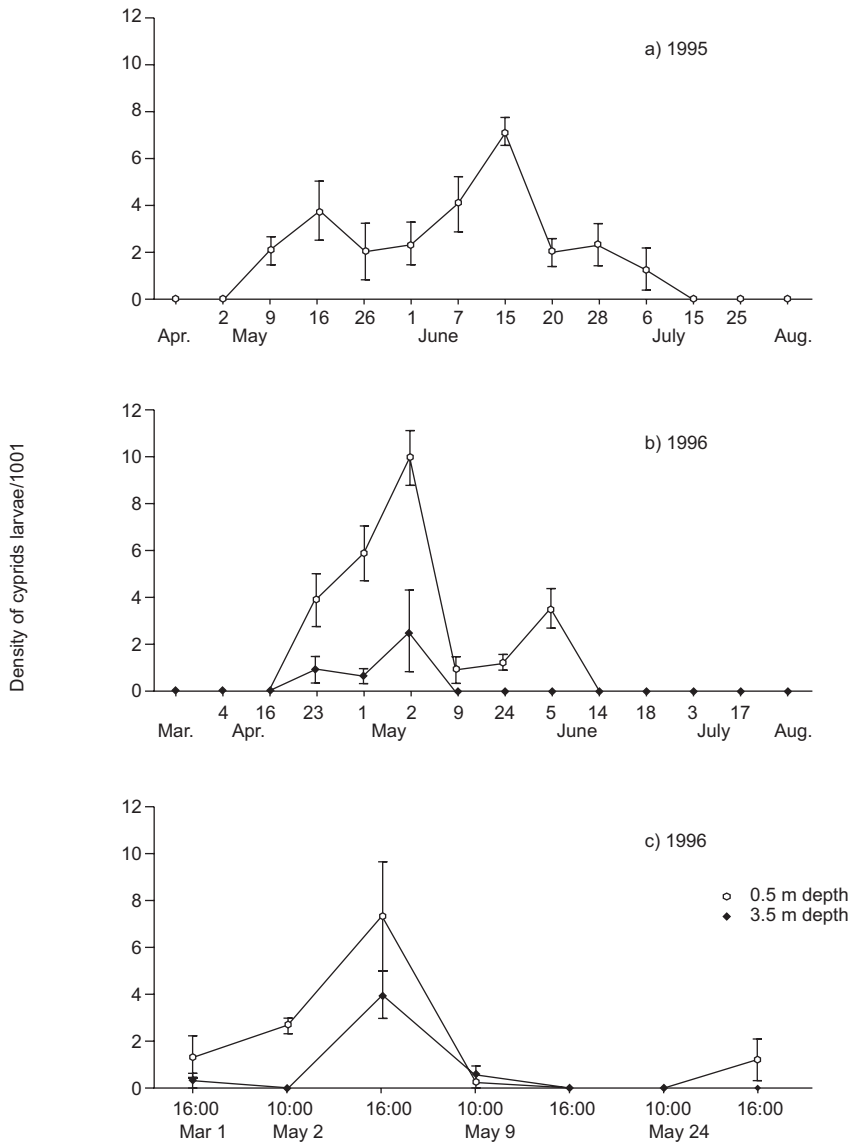 Density of cyprids larvae/1001
12
a) 1995
10
8
6
4
2
0
2 9 16 26 1 7 15 20 28 6 15 25
Apr. May June July Aug.
12
b) 1996
10
8
6
4
2
0
4 16 23 1 2 9 24 5 14 18 3 17
Mar. Apr. May June July Aug.
12
c) 1996
10
0.5 m depth
8
3.5 m depth
6
4
2
0
16:00 10:00 16:00 10:00 16:00 10:00 16:00
Mar 1 May 2 May 9 May 24